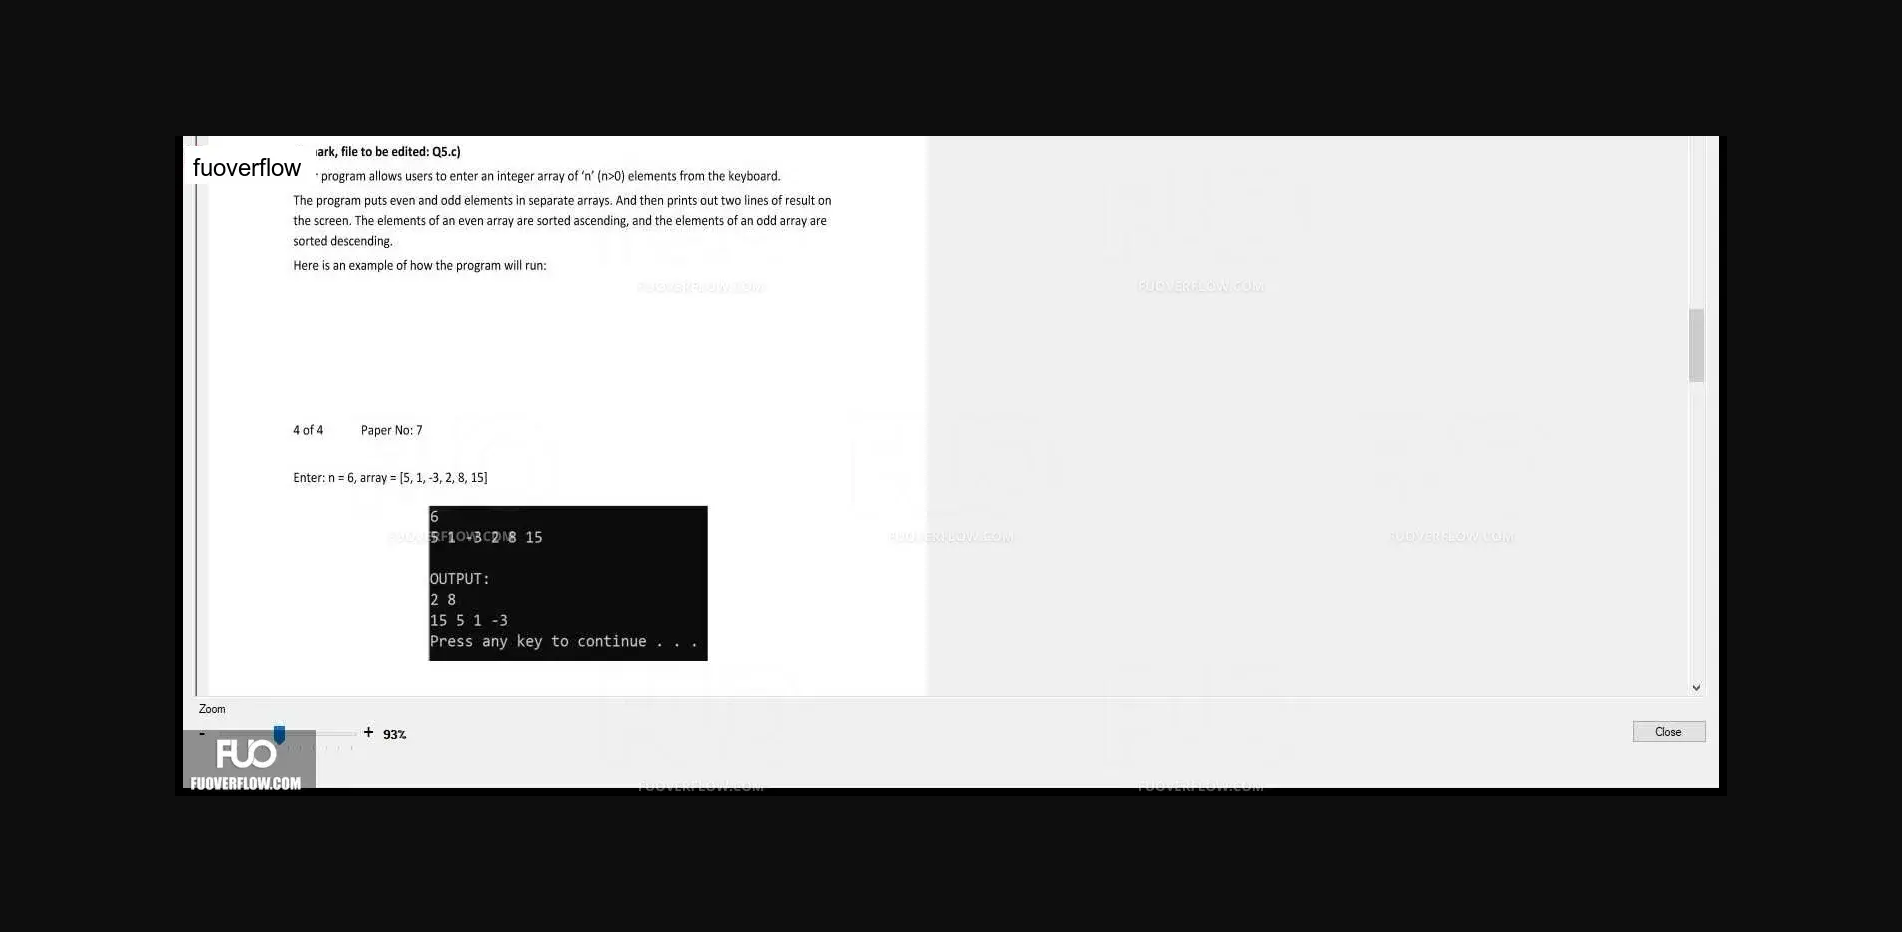 ark, file to be edited: Q5.c)
fuoverflow
program allows users to enter an integer array of ‘n’ (n>0) elements from the keyboard.
The program puts even and odd elements in separate arrays. And then prints out two lines of result on
the screen. The elements of an even array are sorted ascending, and the elements of an odd array are
sorted descending.
Here is an example of how the program will run:
FUOVERFLOW.COM
FUOVERFLOW.COM
4 of 4 Paper No: 7
Enter: n = 6, array = [5, 1, -3, 2, 8, 15]
6
5 1 -3 2 8 15
FUOVERFLOW.COM
FUOVERFLOW.COM
FUOVERFLOW.COM
OUTPUT:
2 8
15 5 1 -3
Press any key to continue . . .
Zoom
- + 93%
Close
FUO
FUOVERFLOW.COM
FUOVERFLOW.COM
FUOVERFLOW.COM